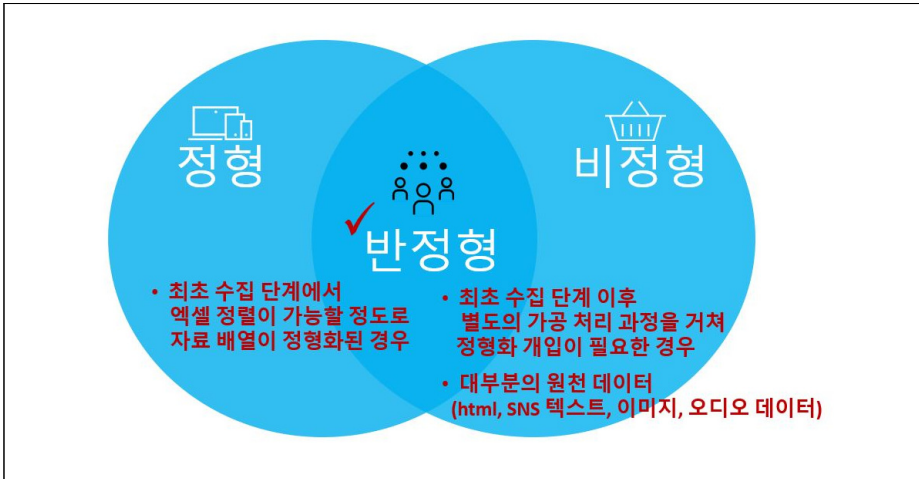 정형
비정형
반정형
• 최초 수집 단계에서
엑셀 정렬이 가능할 정도로
자료 배열이 정형화된 경우
• 최초 수집 단계 이후
별도의 가공 처리 과정을 거쳐
정형화 개입이 필요한 경우
• 대부분의 원천 데이터
(html, SNS 텍스트, 이미지, 오디오 데이터)